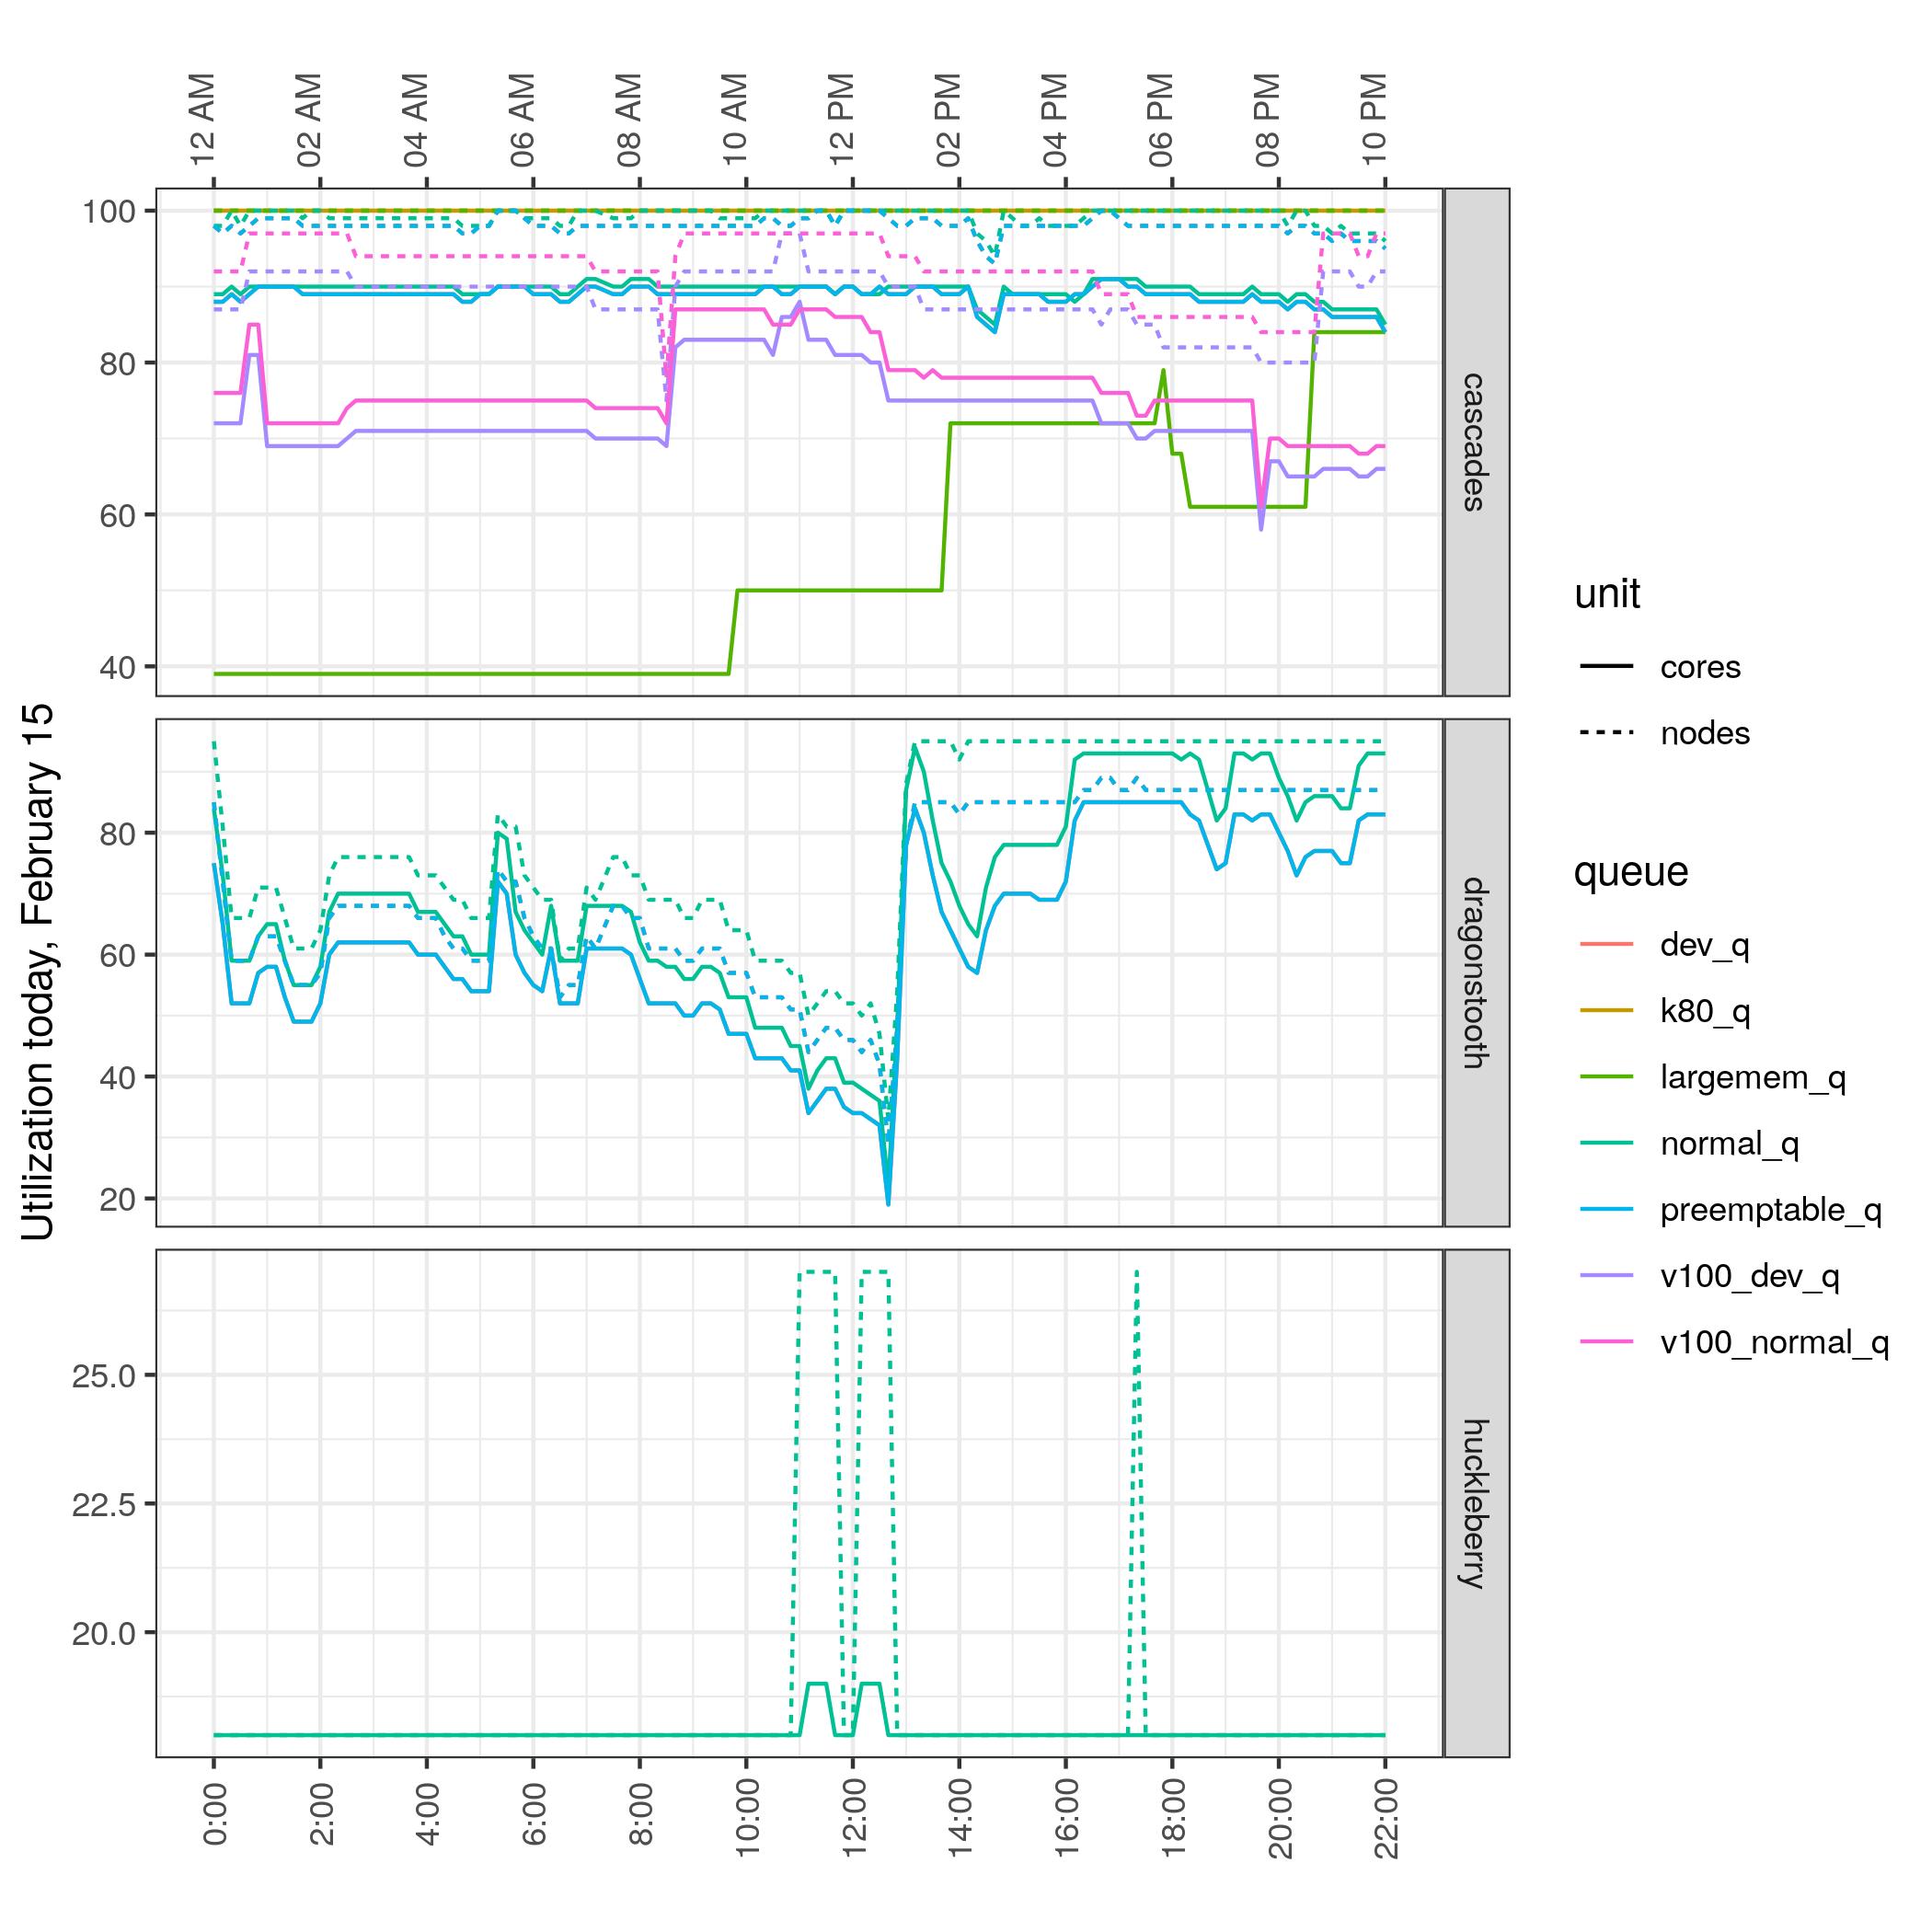 12 AM
02 AM
04 AM
06 AM
08 AM
10 AM
12 PM
02 PM
04 PM
06 PM
08 PM
10 PM
Utilization today, February 15
100
80
60
40
cascades
80
60
40
20
dragonstooth
25.0
22.5
20.0
huckleberry
0:00
2:00
4:00
6:00
8:00
10:00
12:00
14:00
16:00
18:00
20:00
22:00
unit
cores
nodes
queue
dev_q
k80_q
largemem_q
normal_q
preemptable_q
v100_dev_q
v100_normal_q